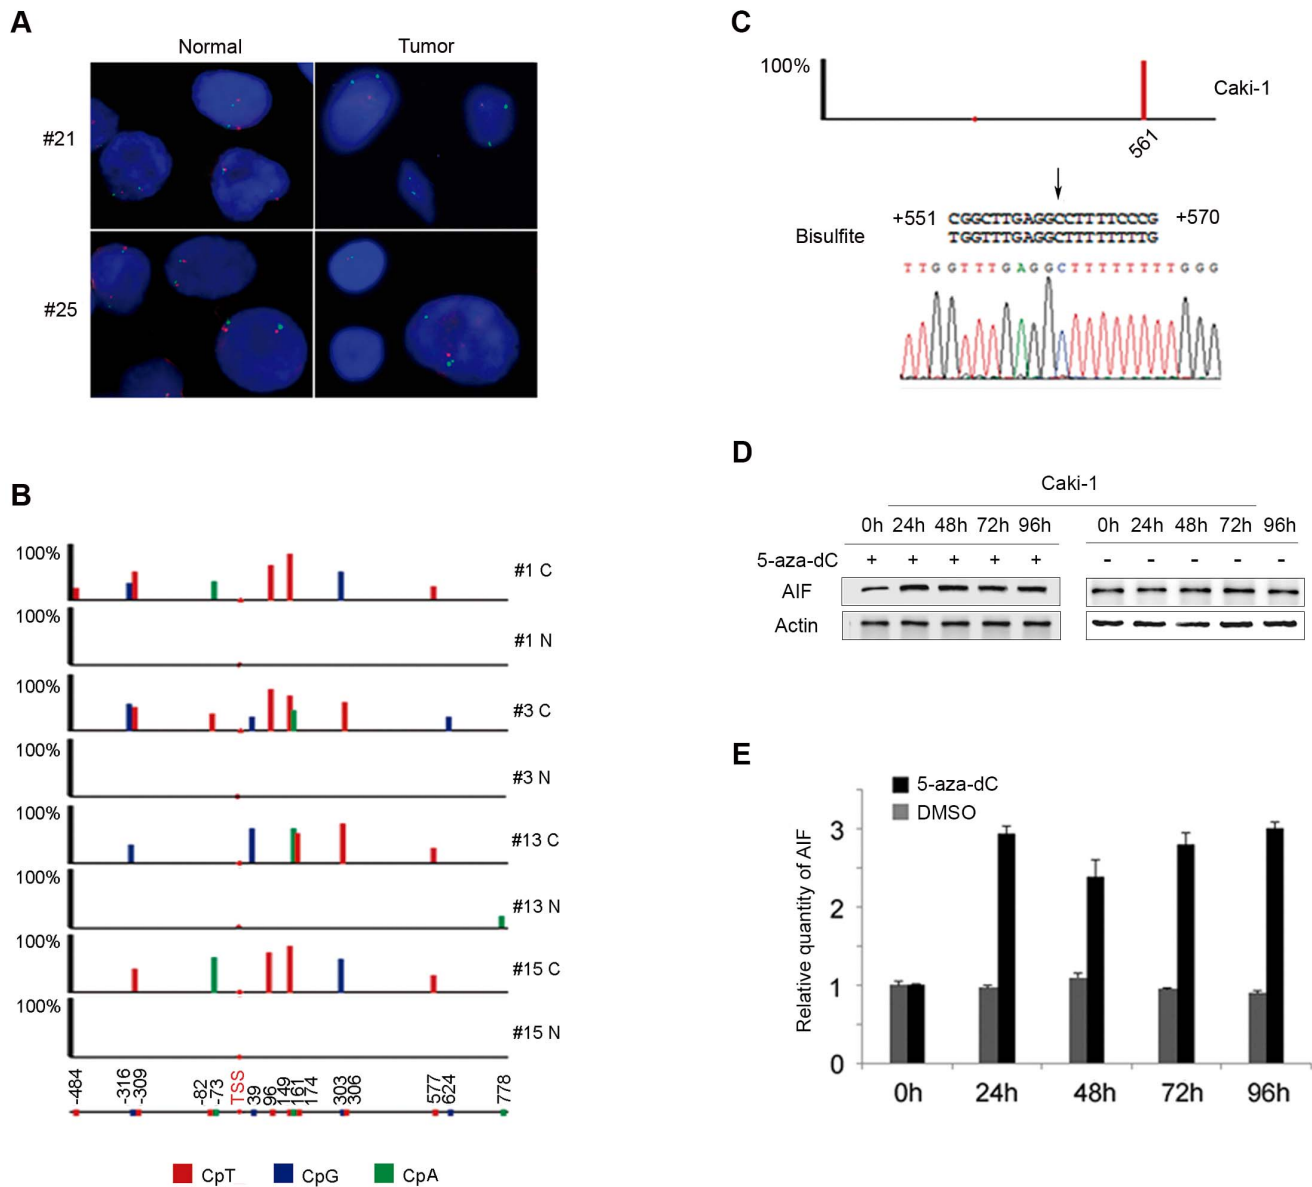 A
Normal
Tumor
#21
#25
B
100%
#1 C
#1 N
100%
#3 C
100%
#3 N
100%
#13 C
100%
#13 N
100%
#15 C
100%
#15 N
-484
-316
-309
-82
-73
TSS
39
96
149
161
174
303
306
577
624
778
CpT
CpG
CpA
C
100%
Caki-1
561
+551 CGGCTTGAGGCCTTTTCCCG +570
Bisulfite TGGTTTGAGGCTTTTTTTTG
TTGGTTTGAGGCTTTTTTTTGGG
D
Caki-1
0h 24h 48h 72h 96h 0h 24h 48h 72h 96h
5-aza-dC + + + + + - - - - -
AIF
Actin
E
5-aza-dC
DMSO
Relative quantity of AIF
3
2
1
0
0h 24h 48h 72h 96h